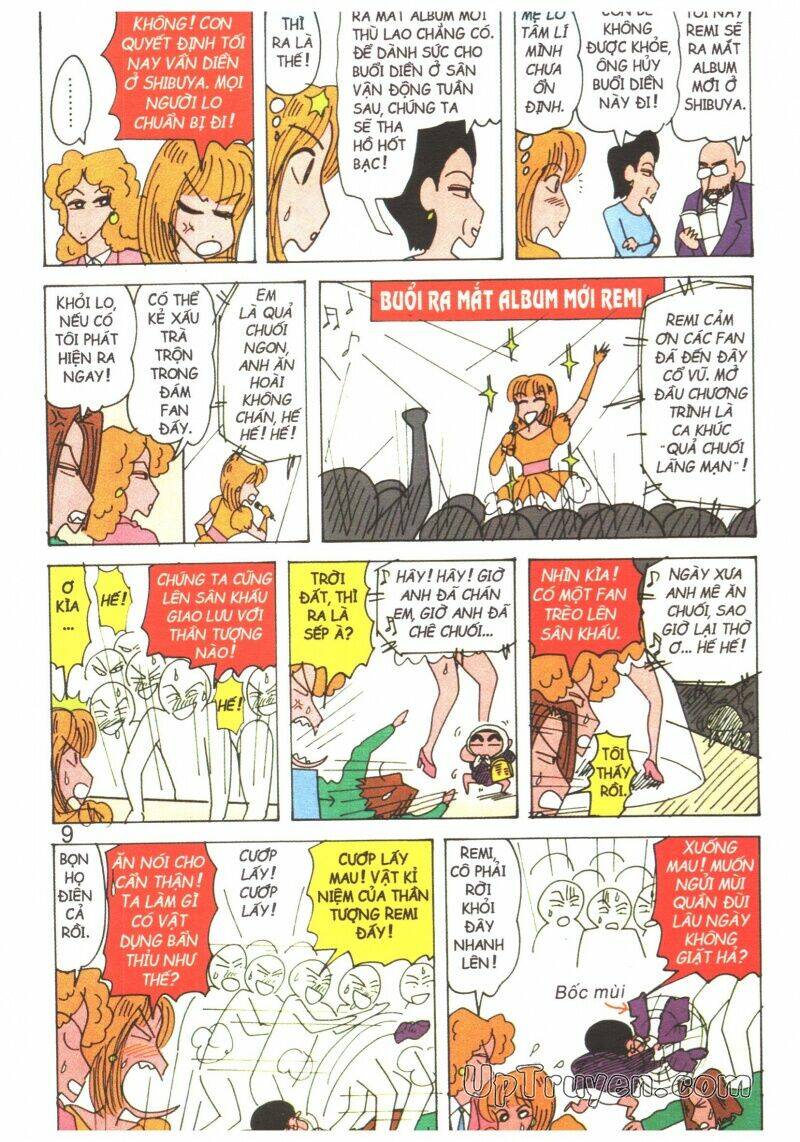 TỐI NAY
REMI SẼ
RA MẮT
ALBUM
MỚI Ở
SHIBUYA.
CON BÉ
KHÔNG
ĐƯỢC KHỎE,
ÔNG HỦY
BUỔI DIỄN
NÀY ĐI!
MẸ LO
TÂM LÍ
MÌNH
CHƯA
ỔN
ĐỊNH.
RA MẮT ALBUM MỚI
THÙ LAO CHẲNG CÓ.
ĐỂ DÀNH SỨC CHO
BUỔI DIỄN Ở SÂN
VẬN ĐỘNG TUẦN
SAU, CHÚNG TA
SẼ THA
HỒ HỐT
BẠC!
THÌ
RA LÀ
THẾ!
KHÔNG! CON
QUYẾT ĐỊNH TỐI
NAY VẪN DIỄN
Ở SHIBUYA. MỌI
NGƯỜI LO
CHUẨN BỊ ĐI!
......
BUỔI RA MẮT ALBUM MỚI REMI
REMI CẢM
ƠN CÁC FAN
ĐÃ ĐẾN ĐÂY
CỔ VŨ. MỞ
ĐẦU CHƯƠNG
TRÌNH LÀ
CA KHÚC
"QUẢ CHUỐI
LÃNG MẠN"!
EM
LÀ QUẢ
CHUỐI
NGON,
ANH ĂN
HOÀI
KHÔNG
CHÁN, HẾ
HẾ! HẾ!
CÓ THỂ
KẺ XẤU
TRÀ
TRỘN
TRONG
ĐÁM
FAN
ĐẤY.
KHỎI LO,
NẾU CÓ
TÔI PHÁT
HIỆN RA
NGAY!
NGÀY XƯA
ANH MÊ ĂN
CHUỐI, SAO
GIỜ LẠI THỜ
Ơ... HẾ HẾ!
NHÌN KÌA!
CÓ MỘT FAN
TRÈO LÊN
SÂN KHẤU.
TÔI
THẤY
RỒI.
HÂY! HÂY! GIỜ
ANH ĐÃ CHÁN
EM, GIỜ ANH ĐÃ
CHÊ CHUỐI...
TRỜI
ĐẤT, THÌ
RA LÀ
SẾP À?
CHÚNG TA CŨNG
LÊN SÂN KHẤU
GIAO LƯU VỚI
THẦN TƯỢNG
NÀO!
HẾ!
HẾ!
Ơ
KÌA
...
9
XUỐNG
MAU! MUỐN
NGỬI MÙI
QUẦN ĐÙI
LÂU NGÀY
KHÔNG
GIẶT HẢ?
Bốc mùi
REMI,
CÔ PHẢI
RỜI
KHỎI
ĐÂY
NHANH
LÊN!
CƯỚP LẤY
MAU! VẬT KỈ
NIỆM CỦA THẦN
TƯỢNG REMI
ĐẤY!
CƯỚP
LẤY!
CƯỚP
LẤY!
ĂN NÓI CHO
CẨN THẬN!
TA LÀM GÌ
CÓ VẬT
DỤNG BẨN
THỈU NHƯ
THẾ?
BỌN
HỌ
ĐIÊN
CẢ
RỒI.
UpTruyen.com